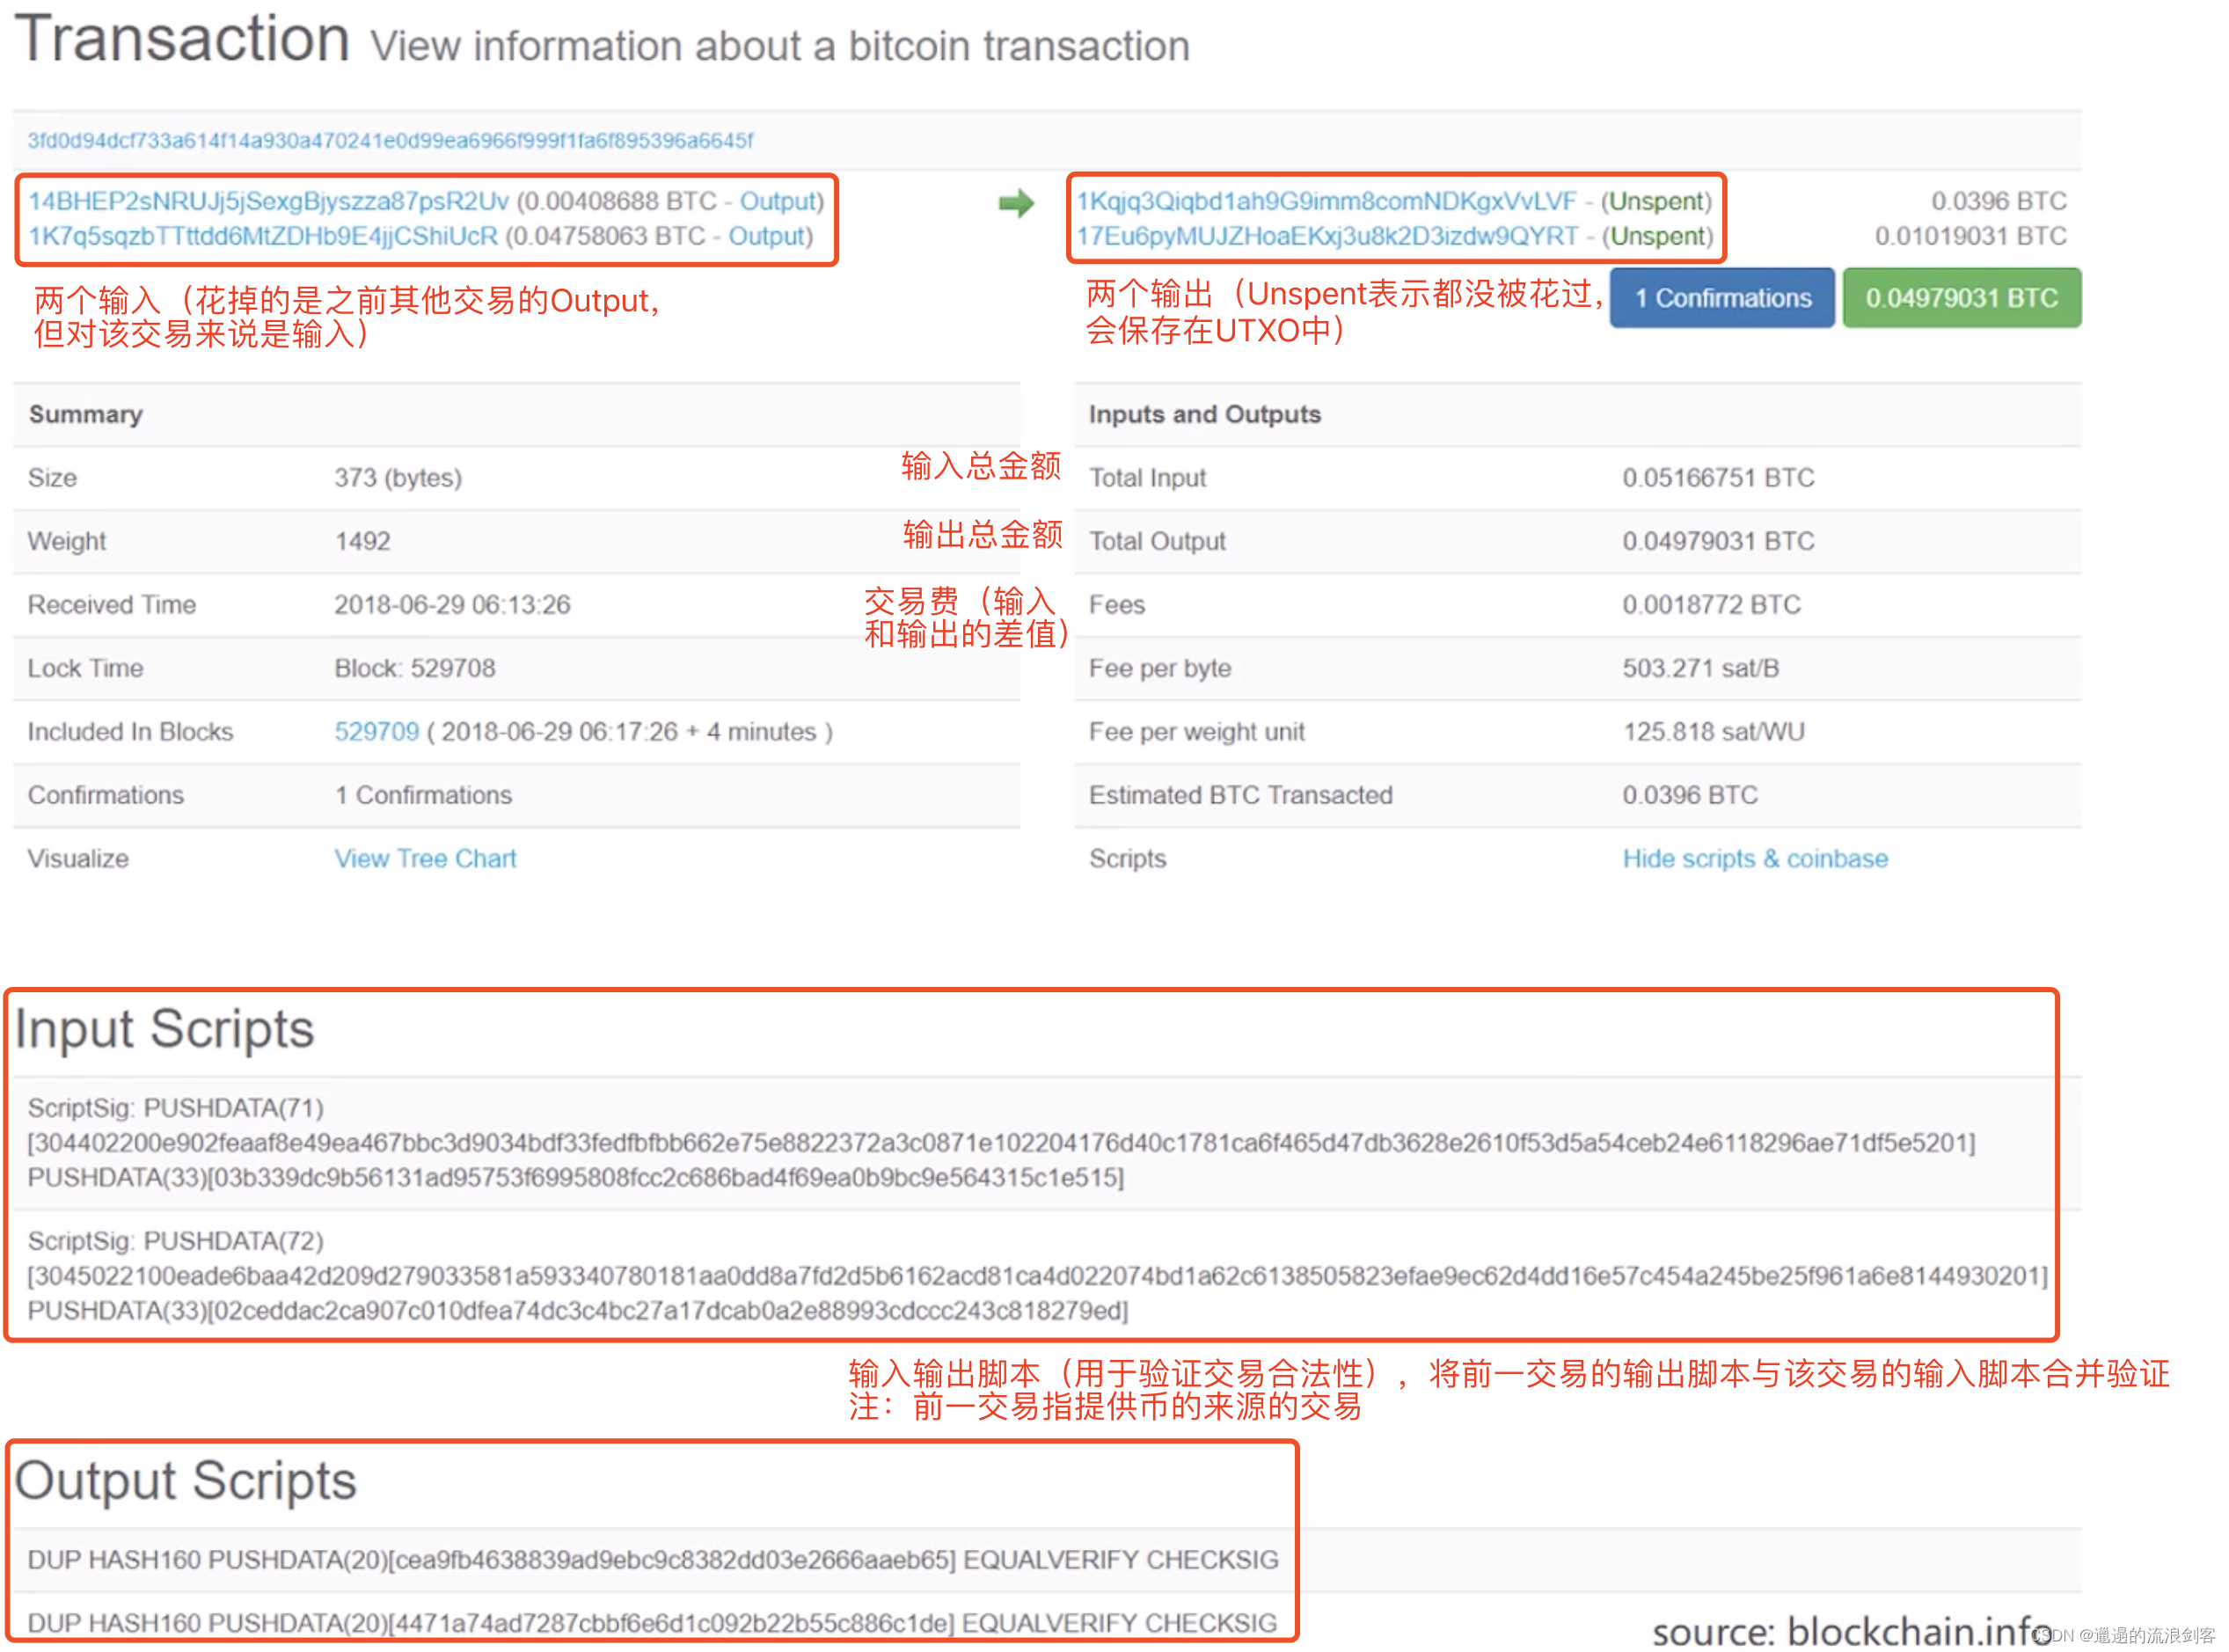 Transaction View information about a bitcoin transaction
3fd0d94dcf733a614f14a930a470241e0d99ea6966f999f1fa6f895396a6645f
14BHEP2sNRUJj5jSexgBjyszza87psR2Uv (0.00408688 BTC - Output)
1K7q5sqzbTTttdd6MtZDHb9E4jjCShiUcR (0.04758063 BTC - Output)
1Kqjq3Qiqbd1ah9G9imm8comNDKgxVvLVF - (Unspent) 0.0396 BTC
17Eu6pyMUJZHoaEKxj3u8k2D3izdw9QYRT - (Unspent) 0.01019031 BTC
两个输入（花掉的是之前其他交易的Output,
但对该交易来说是输入）
两个输出（Unspent表示都没被花过，
会保存在UTXO中）
1 Confirmations 0.04979031 BTC
Summary
Size 373 (bytes)
Weight 1492
Received Time 2018-06-29 06:13:26
Lock Time Block: 529708
Included In Blocks 529709 ( 2018-06-29 06:17:26 + 4 minutes )
Confirmations 1 Confirmations
Visualize View Tree Chart
输入总金额
输出总金额
交易费（输入
和输出的差值）
Inputs and Outputs
Total Input 0.05166751 BTC
Total Output 0.04979031 BTC
Fees 0.0018772 BTC
Fee per byte 503.271 sat/B
Fee per weight unit 125.818 sat/WU
Estimated BTC Transacted 0.0396 BTC
Scripts Hide scripts & coinbase
Input Scripts
ScriptSig: PUSHDATA(71)
[304402200e902feaaf8e49ea467bbc3d9034bdf33fedfbfbb662e75e8822372a3c0871e102204176d40c1781ca6f465d47db3628e2610f53d5a54ceb24e6118296ae71df5e5201]
PUSHDATA(33)[03b339dc9b56131ad95753f6995808fcc2c686bad4f69ea0b9bc9e564315c1e515]
ScriptSig: PUSHDATA(72)
[3045022100eade6baa42d209d279033581a593340780181aa0dd8a7fd2d5b6162acd81ca4d022074bd1a62c6138505823efae9ec62d4dd16e57c454a245be25f961a6e8144930201]
PUSHDATA(33)[02ceddac2ca907c010dfea74dc3c4bc27a17dcab0a2e88993cdccc243c818279ed]
输入输出脚本（用于验证交易合法性），将前一交易的输出脚本与该交易的输入脚本合并验证
注：前一交易指提供币的来源的交易
Output Scripts
DUP HASH160 PUSHDATA(20)[cea9fb4638839ad9ebc9c8382dd03e2666aaeb65] EQUALVERIFY CHECKSIG
DUP HASH160 PUSHDATA(20)[4471a74ad7287cbbf6e6d1c092b22b55c886c1de] EQUALVERIFY CHECKSIG
source: blockchain.info
CSDN @邋遢的流浪剑客